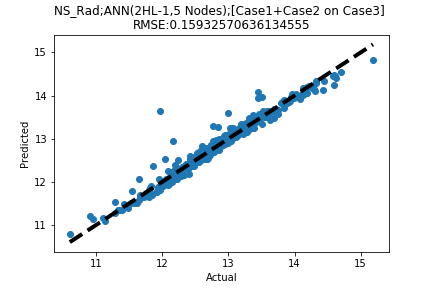 NS_Rad;ANN(2HL-1,5 Nodes);[Case1+Case2 on Case3]
RMSE:0.15932570636134555
15
14
13
12
11
Predicted
11
12
13
14
15
Actual